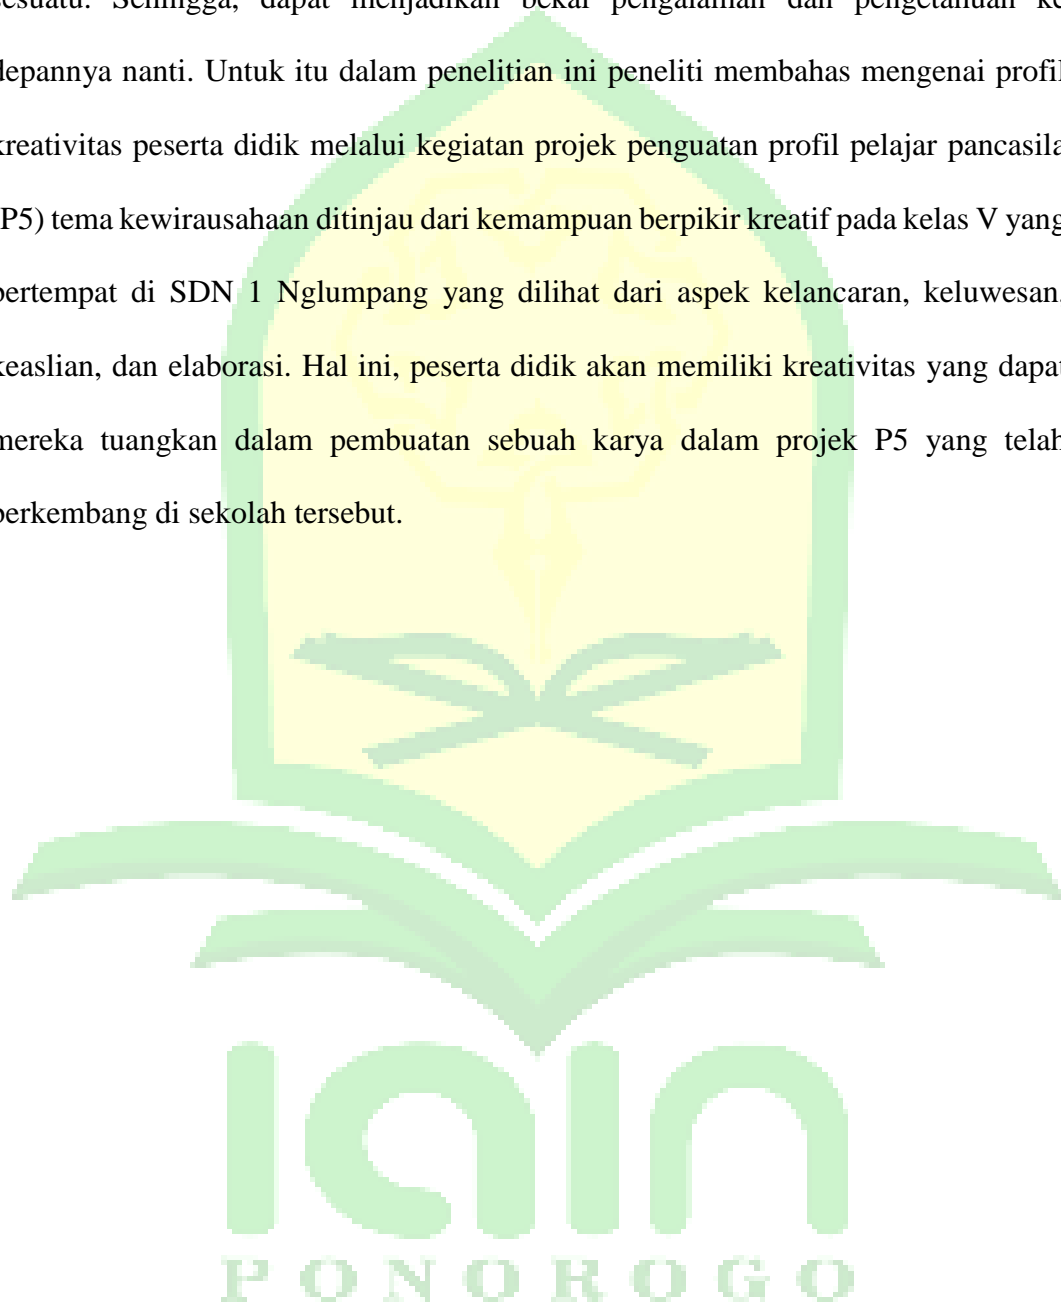 sesuatu. Sehingga, dapat menjadikan bekal pengalaman dan pengetahuan ke
depannya nanti. Untuk itu dalam penelitian ini peneliti membahas mengenai profil
kreativitas peserta didik melalui kegiatan projek penguatan profil pelajar pancasila
P5) tema kewirausahaan ditinjau dari kemampuan berpikir kreatif pada kelas V yang
bertempat di SDN 1 Nglumpang yang dilihat dari aspek kelancaran, keluwesan,
keaslian, dan elaborasi. Hal ini, peserta didik akan memiliki kreativitas yang dapat
mereka tuangkan dalam pembuatan sebuah karya dalam projek P5 yang telah
berkembang di sekolah tersebut.
iain
PONOROGO